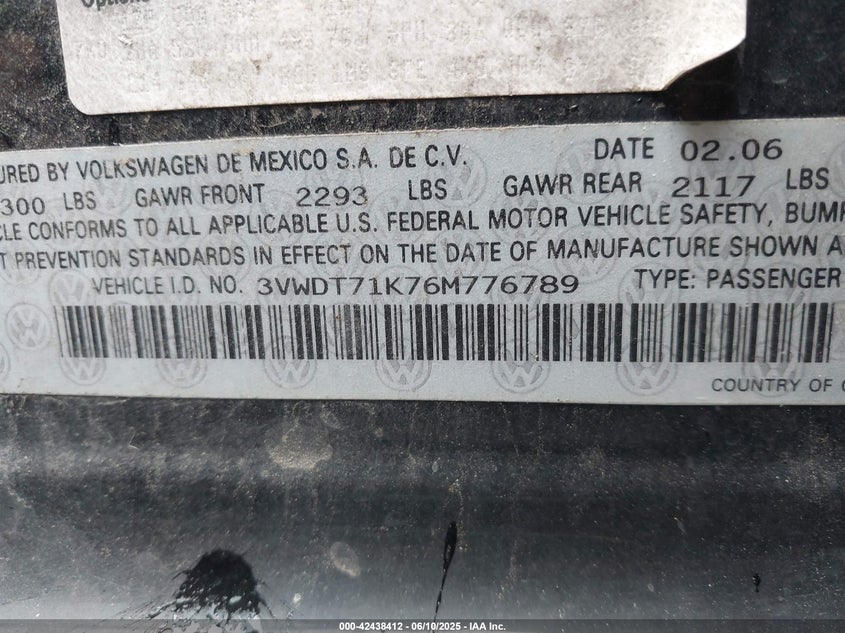 Options
URED BY VOLKSWAGEN DE MEXICO S.A. DE C.V. DATE 02.06
300 LBS GAWR FRONT 2293 LBS GAWR REAR 2117 LBS
CLE CONFORMS TO ALL APPLICABLE U.S. FEDERAL MOTOR VEHICLE SAFETY, BUMP
T PREVENTION STANDARDS IN EFFECT ON THE DATE OF MANUFACTURE SHOWN A
VEHICLE I.D. NO. 3VWDT71K76M776789 TYPE: PASSENGER
COUNTRY OF
000-42438412 - 06/10/2025 - IAA Inc.